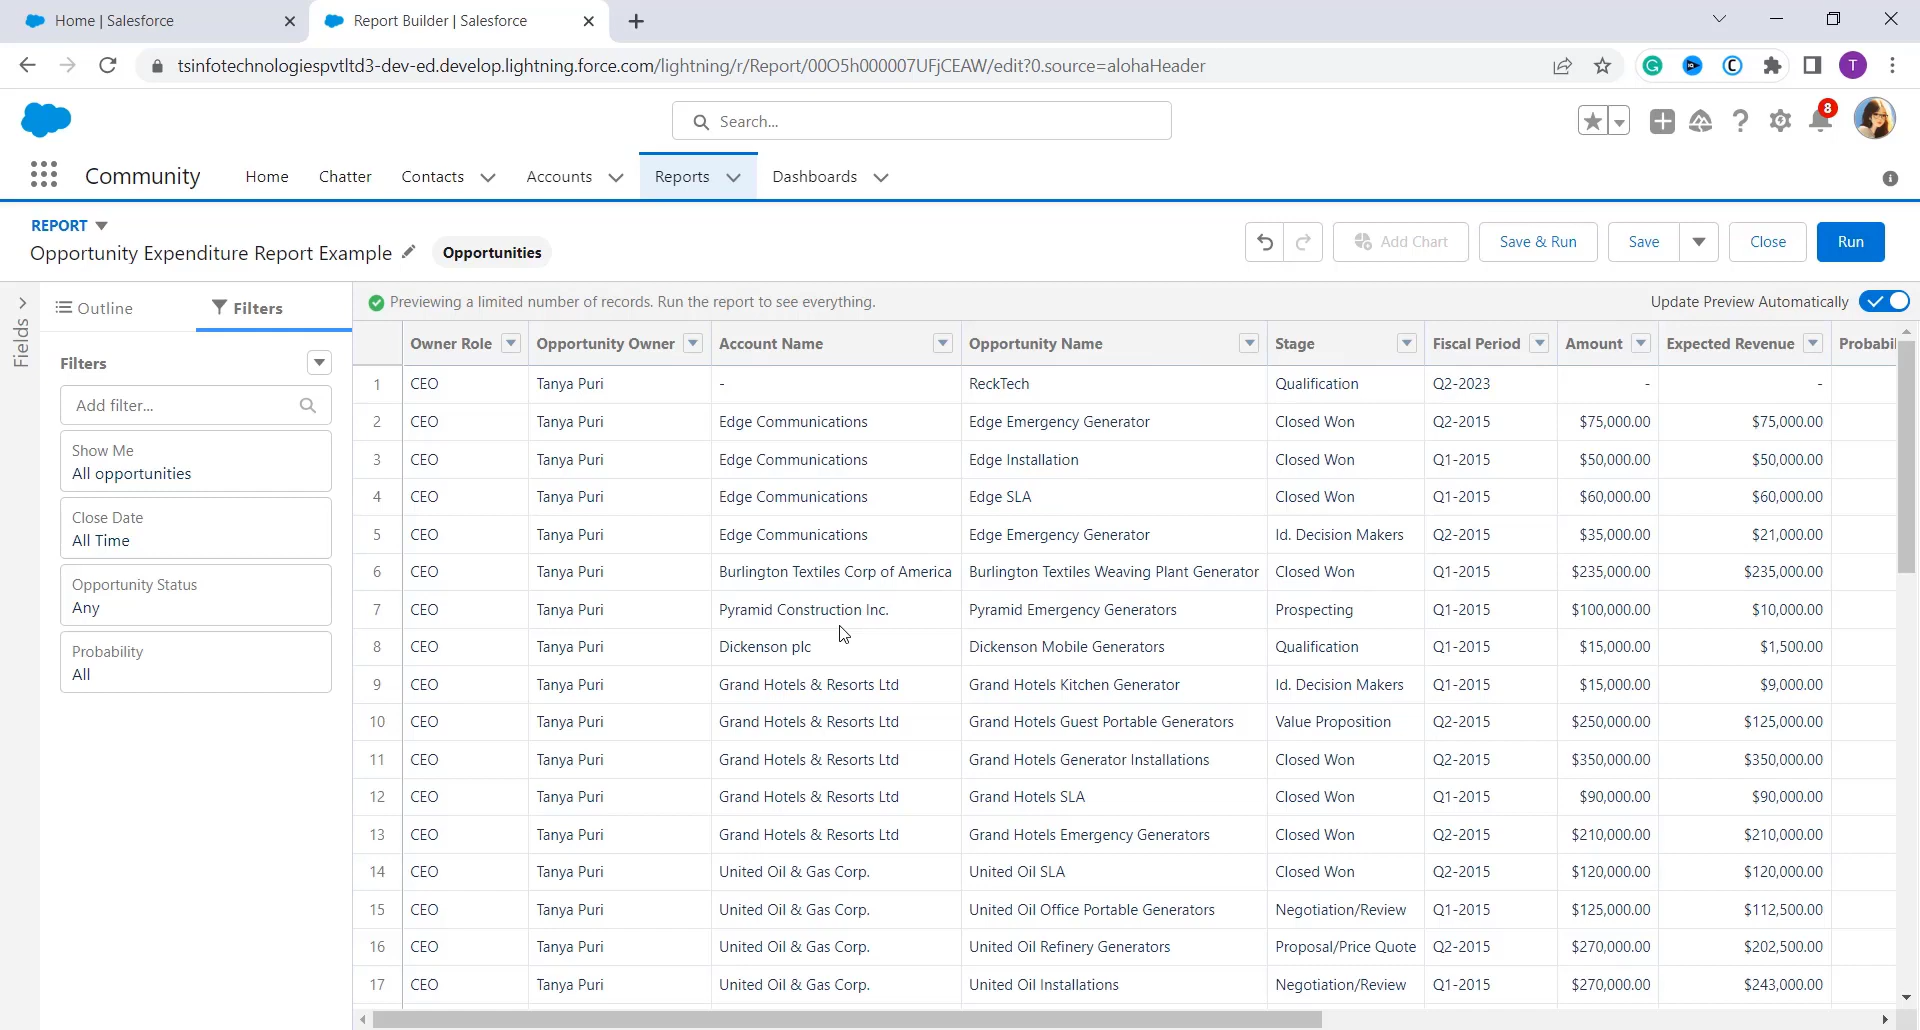 Home | Salesforce
Report Builder | Salesforce
tsinfotechnologiespvtltd3-dev-ed.develop.lightning.force.com/lightning/r/Report/00O5h000007UFjCEAW/edit?0.source=alohaHeader
T
Search...
8
Community
Home
Chatter
Contacts
Accounts
Reports
Dashboards
REPORT
Opportunity Expenditure Report Example
Opportunities
Add Chart
Save & Run
Save
Close
Run
Fields
Outline
Filters
Previewing a limited number of records. Run the report to see everything.
Update Preview Automatically
Filters
Add filter...
Show Me
All opportunities
Close Date
All Time
Opportunity Status
Any
Probability
All
Owner Role Opportunity Owner Account Name Opportunity Name Stage Fiscal Period Amount Expected Revenue Probabil
1 CEO Tanya Puri - ReckTech Qualification Q2-2023 - -
2 CEO Tanya Puri Edge Communications Edge Emergency Generator Closed Won Q2-2015 $75,000.00 $75,000.00
3 CEO Tanya Puri Edge Communications Edge Installation Closed Won Q1-2015 $50,000.00 $50,000.00
4 CEO Tanya Puri Edge Communications Edge SLA Closed Won Q1-2015 $60,000.00 $60,000.00
5 CEO Tanya Puri Edge Communications Edge Emergency Generator Id. Decision Makers Q2-2015 $35,000.00 $21,000.00
6 CEO Tanya Puri Burlington Textiles Corp of America Burlington Textiles Weaving Plant Generator Closed Won Q1-2015 $235,000.00 $235,000.00
7 CEO Tanya Puri Pyramid Construction Inc. Pyramid Emergency Generators Prospecting Q1-2015 $100,000.00 $10,000.00
8 CEO Tanya Puri Dickenson plc Dickenson Mobile Generators Qualification Q1-2015 $15,000.00 $1,500.00
9 CEO Tanya Puri Grand Hotels & Resorts Ltd Grand Hotels Kitchen Generator Id. Decision Makers Q1-2015 $15,000.00 $9,000.00
10 CEO Tanya Puri Grand Hotels & Resorts Ltd Grand Hotels Guest Portable Generators Value Proposition Q2-2015 $250,000.00 $125,000.00
11 CEO Tanya Puri Grand Hotels & Resorts Ltd Grand Hotels Generator Installations Closed Won Q2-2015 $350,000.00 $350,000.00
12 CEO Tanya Puri Grand Hotels & Resorts Ltd Grand Hotels SLA Closed Won Q1-2015 $90,000.00 $90,000.00
13 CEO Tanya Puri Grand Hotels & Resorts Ltd Grand Hotels Emergency Generators Closed Won Q2-2015 $210,000.00 $210,000.00
14 CEO Tanya Puri United Oil & Gas Corp. United Oil SLA Closed Won Q2-2015 $120,000.00 $120,000.00
15 CEO Tanya Puri United Oil & Gas Corp. United Oil Office Portable Generators Negotiation/Review Q1-2015 $125,000.00 $112,500.00
16 CEO Tanya Puri United Oil & Gas Corp. United Oil Refinery Generators Proposal/Price Quote Q2-2015 $270,000.00 $202,500.00
17 CEO Tanya Puri United Oil & Gas Corp. United Oil Installations Negotiation/Review Q1-2015 $270,000.00 $243,000.00